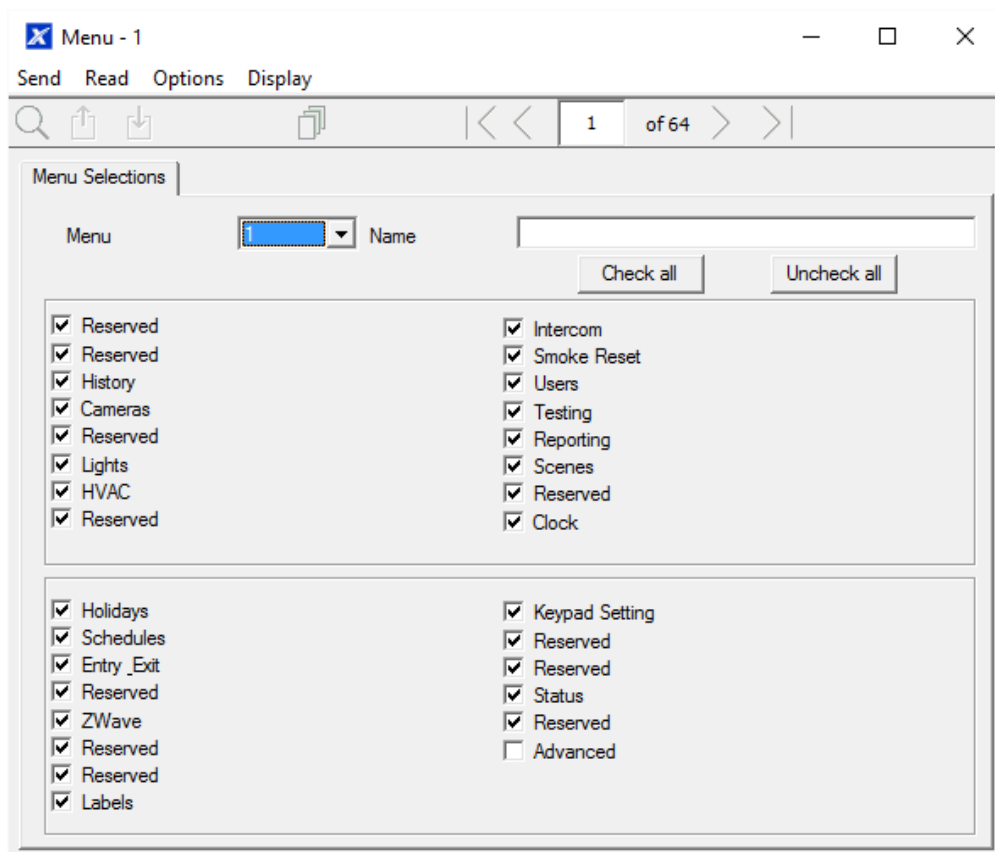 Menu - 1
Send Read Options Display
1 of 64
Menu Selections
Menu 1 Name
Check all Uncheck all
Reserved
Reserved
History
Cameras
Reserved
Lights
HVAC
Reserved
Intercom
Smoke Reset
Users
Testing
Reporting
Scenes
Reserved
Clock
Holidays
Schedules
Entry_Exit
Reserved
ZWave
Reserved
Reserved
Labels
Keypad Setting
Reserved
Reserved
Status
Reserved
Advanced